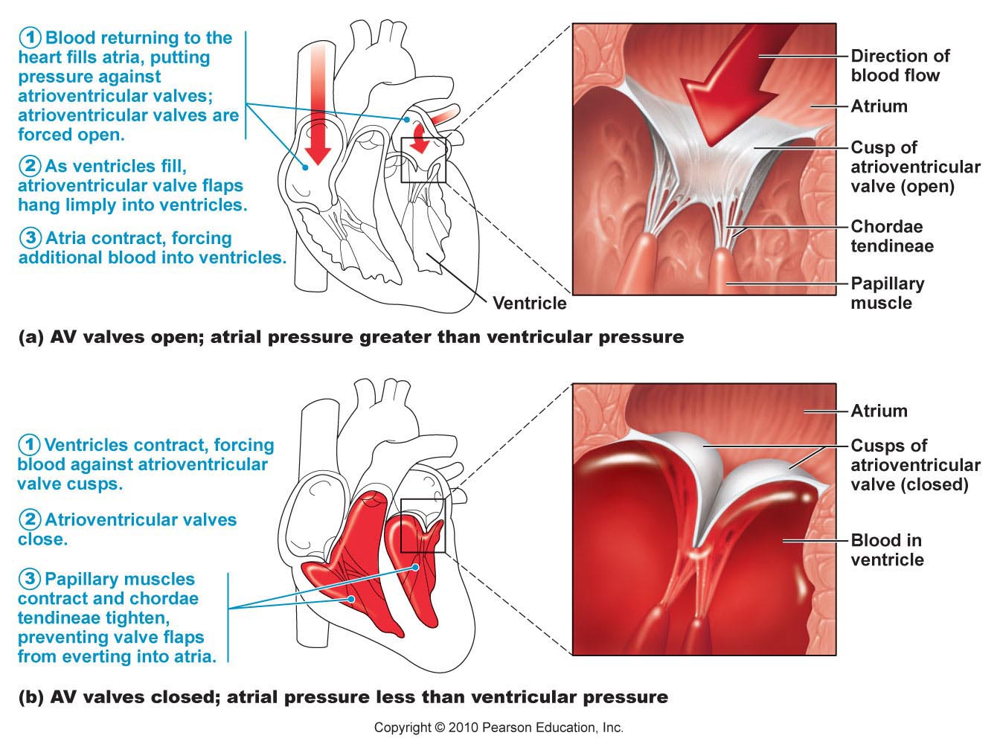 1 Blood returning to the
heart fills atria, putting
pressure against
atrioventricular valves;
atrioventricular valves are
forced open.
2 As ventricles fill,
atrioventricular valve flaps
hang limply into ventricles.
3 Atria contract, forcing
additional blood into ventricles.
Ventricle
Direction of
blood flow
Atrium
Cusp of
atrioventricular
valve (open)
Chordae
tendineae
Papillary
muscle
(a) AV valves open; atrial pressure greater than ventricular pressure
1 Ventricles contract, forcing
blood against atrioventricular
valve cusps.
2 Atrioventricular valves
close.
3 Papillary muscles
contract and chordae
tendineae tighten,
preventing valve flaps
from everting into atria.
Atrium
Cusps of
atrioventricular
valve (closed)
Blood in
ventricle
(b) AV valves closed; atrial pressure less than ventricular pressure
Copyright © 2010 Pearson Education, Inc.